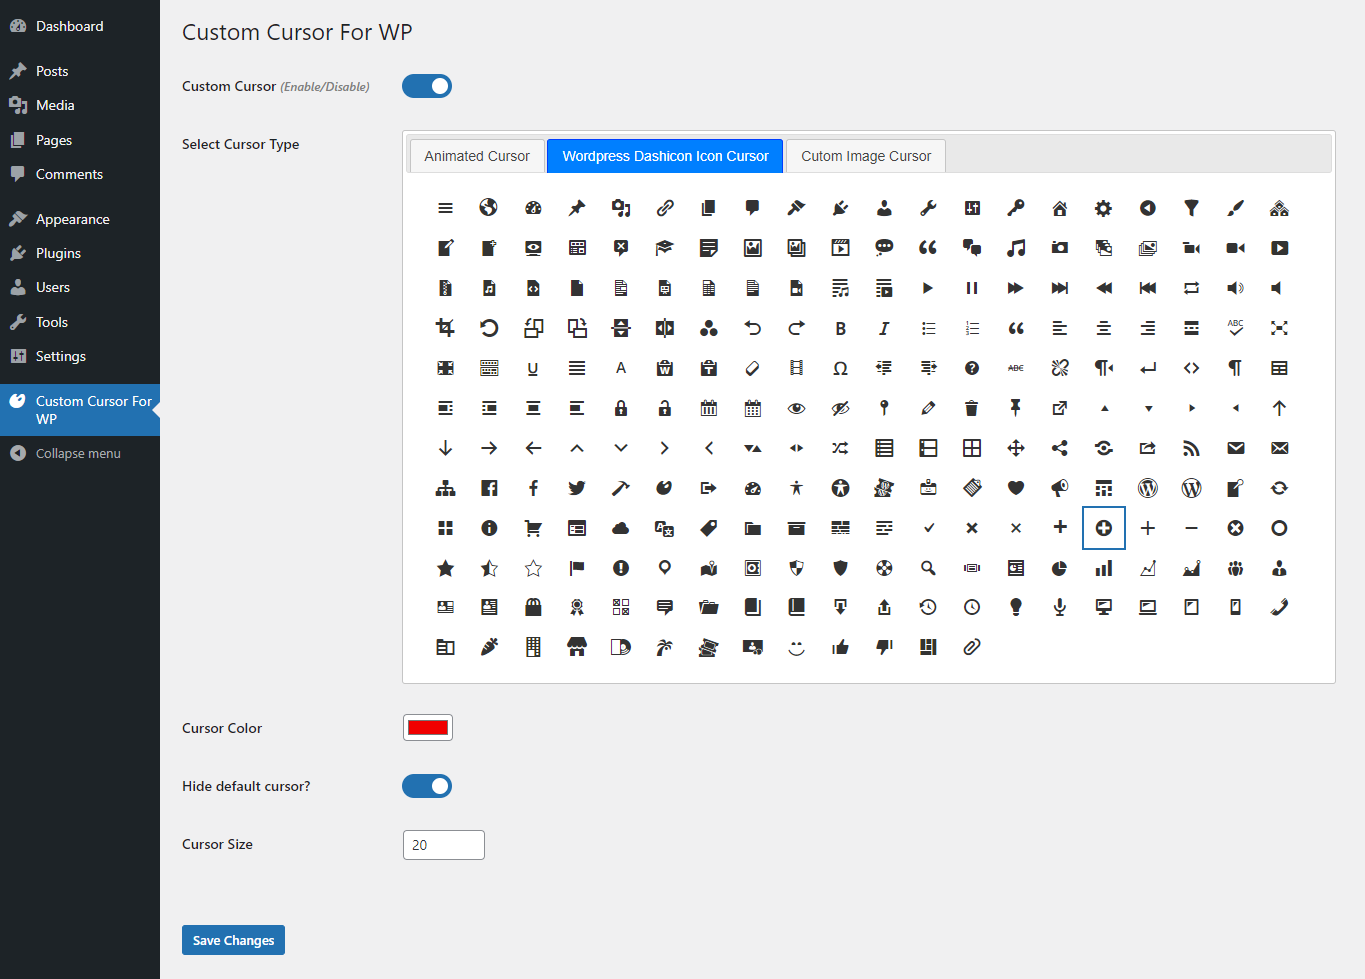 Dashboard
Posts
Media
Pages
Comments
Appearance
Plugins
Users
Tools
Settings
Custom Cursor For
WP
Collapse menu
Custom Cursor For WP
Custom Cursor (Enable/Disable)
Select Cursor Type
Animated Cursor
Wordpress Dashicon Icon Cursor
Cutom Image Cursor
Cursor Color
Hide default cursor?
Cursor Size
20
Save Changes